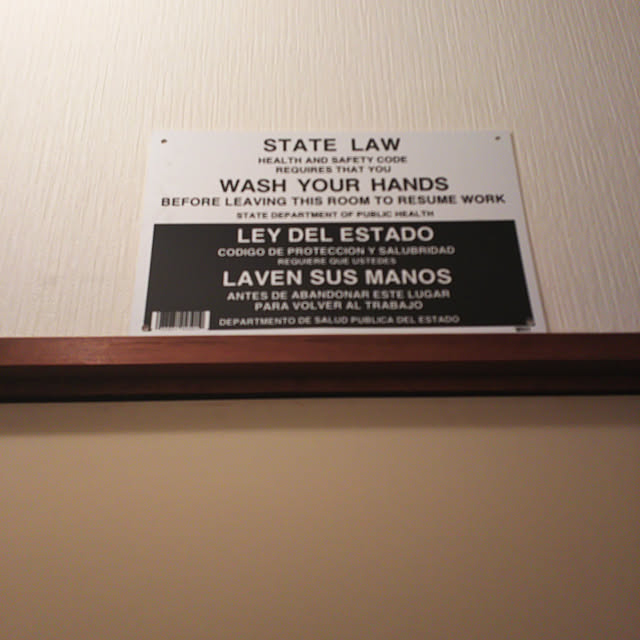 STATE LAW
HEALTH AND SAFETY CODE
REQUIRES THAT YOU
WASH YOUR HANDS
BEFORE LEAVING THIS ROOM TO RESUME WORK
STATE DEPARTMENT OF PUBLIC HEALTH
LEY DEL ESTADO
CODIGO DE PROTECCION Y SALUBRIDAD
REQUIERE QUE USTEDES
LAVEN SUS MANOS
ANTES DE ABANDONAR ESTE LUGAR
PARA VOLVER AL TRABAJO
DEPARTMENTO DE SALUD PUBLICA DEL ESTADO